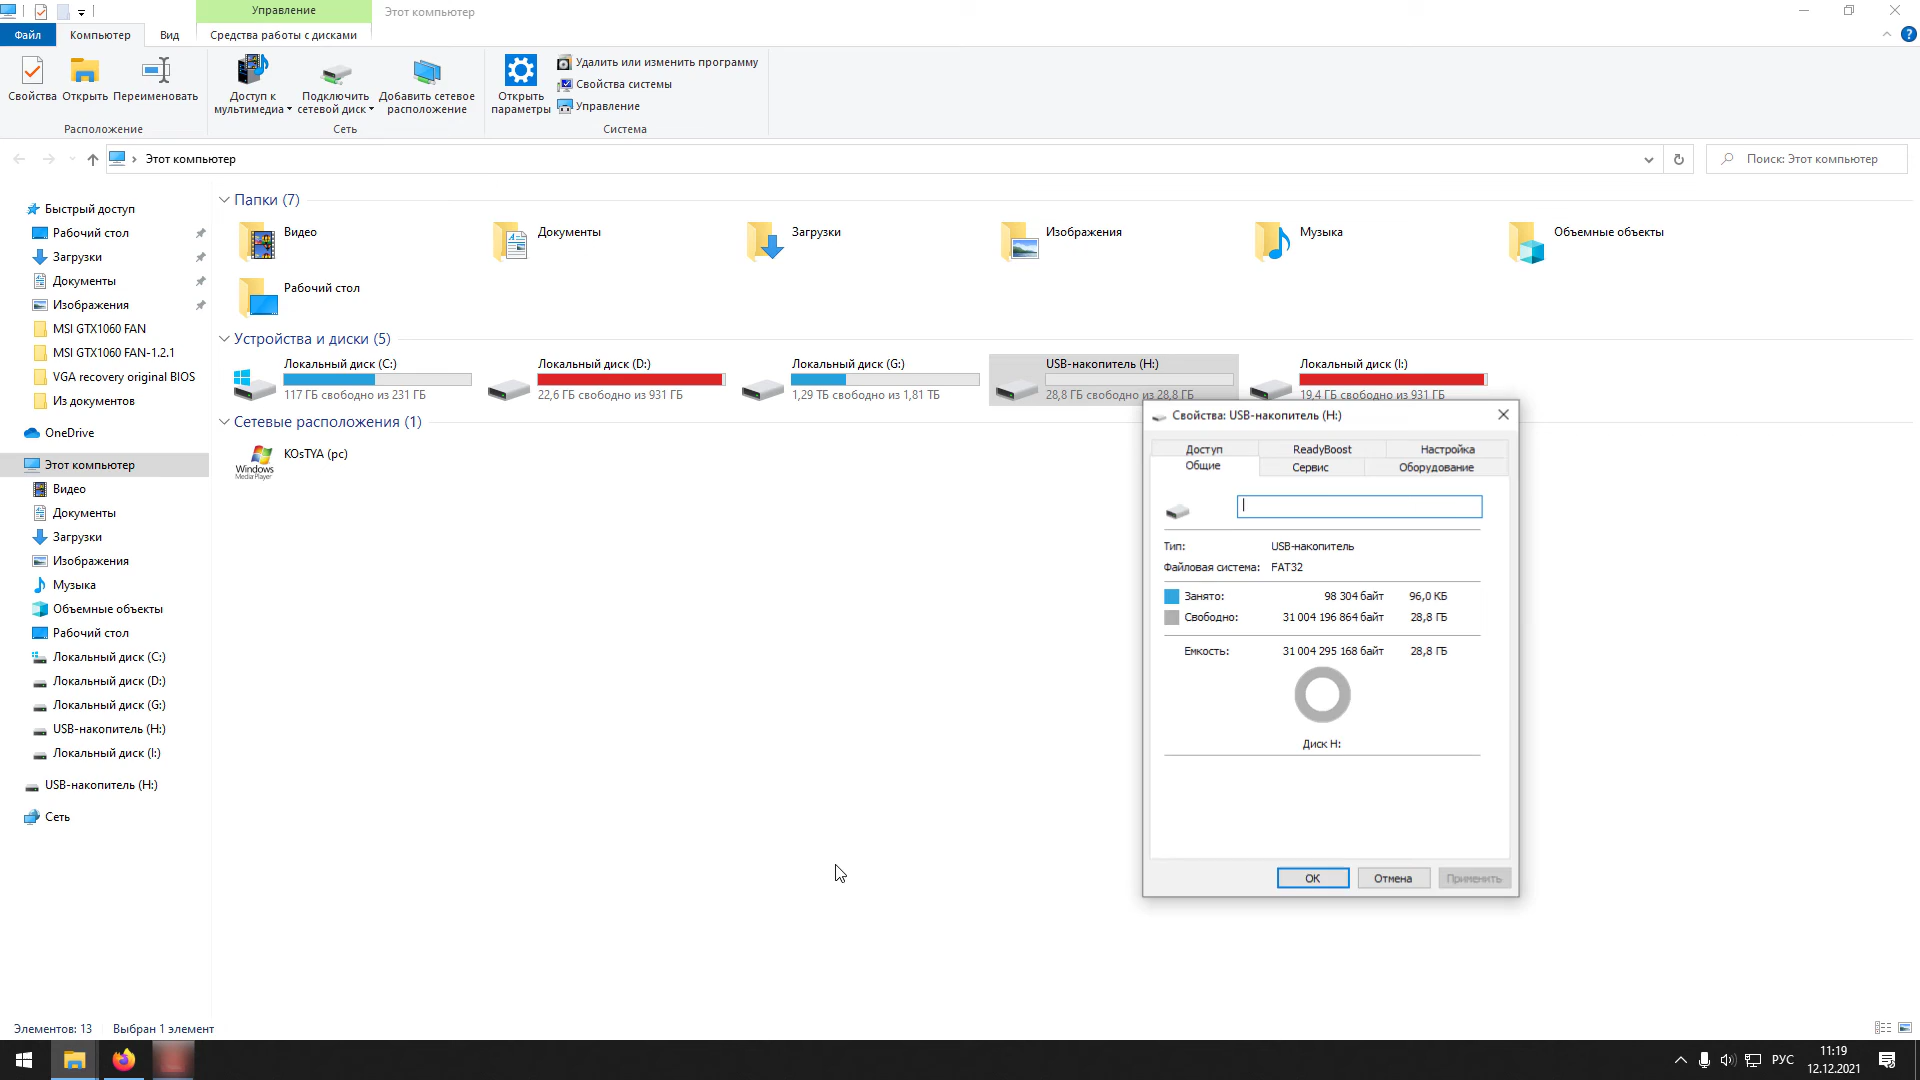 Управление
Этот компьютер
Файл
Компьютер
Вид
Средства работы с дисками
Свойства
Открыть
Переименовать
Доступ к
мультимедиа
Подключить
сетевой диск
Добавить сетевое
расположение
Открыть
параметры
Удалить или изменить программу
Свойства системы
Управление
Расположение
Сеть
Система
Этот компьютер
Поиск: Этот компьютер
Быстрый доступ
Рабочий стол
Загрузки
Документы
Изображения
MSI GTX1060 FAN
MSI GTX1060 FAN-1.2.1
VGA recovery original BIOS
Из документов
OneDrive
Этот компьютер
Видео
Документы
Загрузки
Изображения
Музыка
Объемные объекты
Рабочий стол
Локальный диск (C:)
Локальный диск (D:)
Локальный диск (G:)
USB-накопитель (H:)
Локальный диск (I:)
USB-накопитель (H:)
Сеть
Папки (7)
Видео
Документы
Загрузки
Изображения
Музыка
Объемные объекты
Рабочий стол
Устройства и диски (5)
Локальный диск (C:)
117 ГБ свободно из 231 ГБ
Локальный диск (D:)
22,6 ГБ свободно из 931 ГБ
Локальный диск (G:)
1,29 ТБ свободно из 1,81 ТБ
USB-накопитель (H:)
28,8 ГБ свободно из 28,8 ГБ
Локальный диск (I:)
19,4 ГБ свободно из 931 ГБ
Сетевые расположения (1)
Windows
Media Player
KOsTYA (pc)
Свойства: USB-накопитель (H:)
Доступ
ReadyBoost
Настройка
Общие
Сервис
Оборудование
Тип: USB-накопитель
Файловая система: FAT32
Занято: 98 304 байт 96,0 КБ
Свободно: 31 004 196 864 байт 28,8 ГБ
Емкость: 31 004 295 168 байт 28,8 ГБ
Диск H:
ОК
Отмена
Применить
Элементов: 13
Выбран 1 элемент
РУС
11:19
12.12.2021